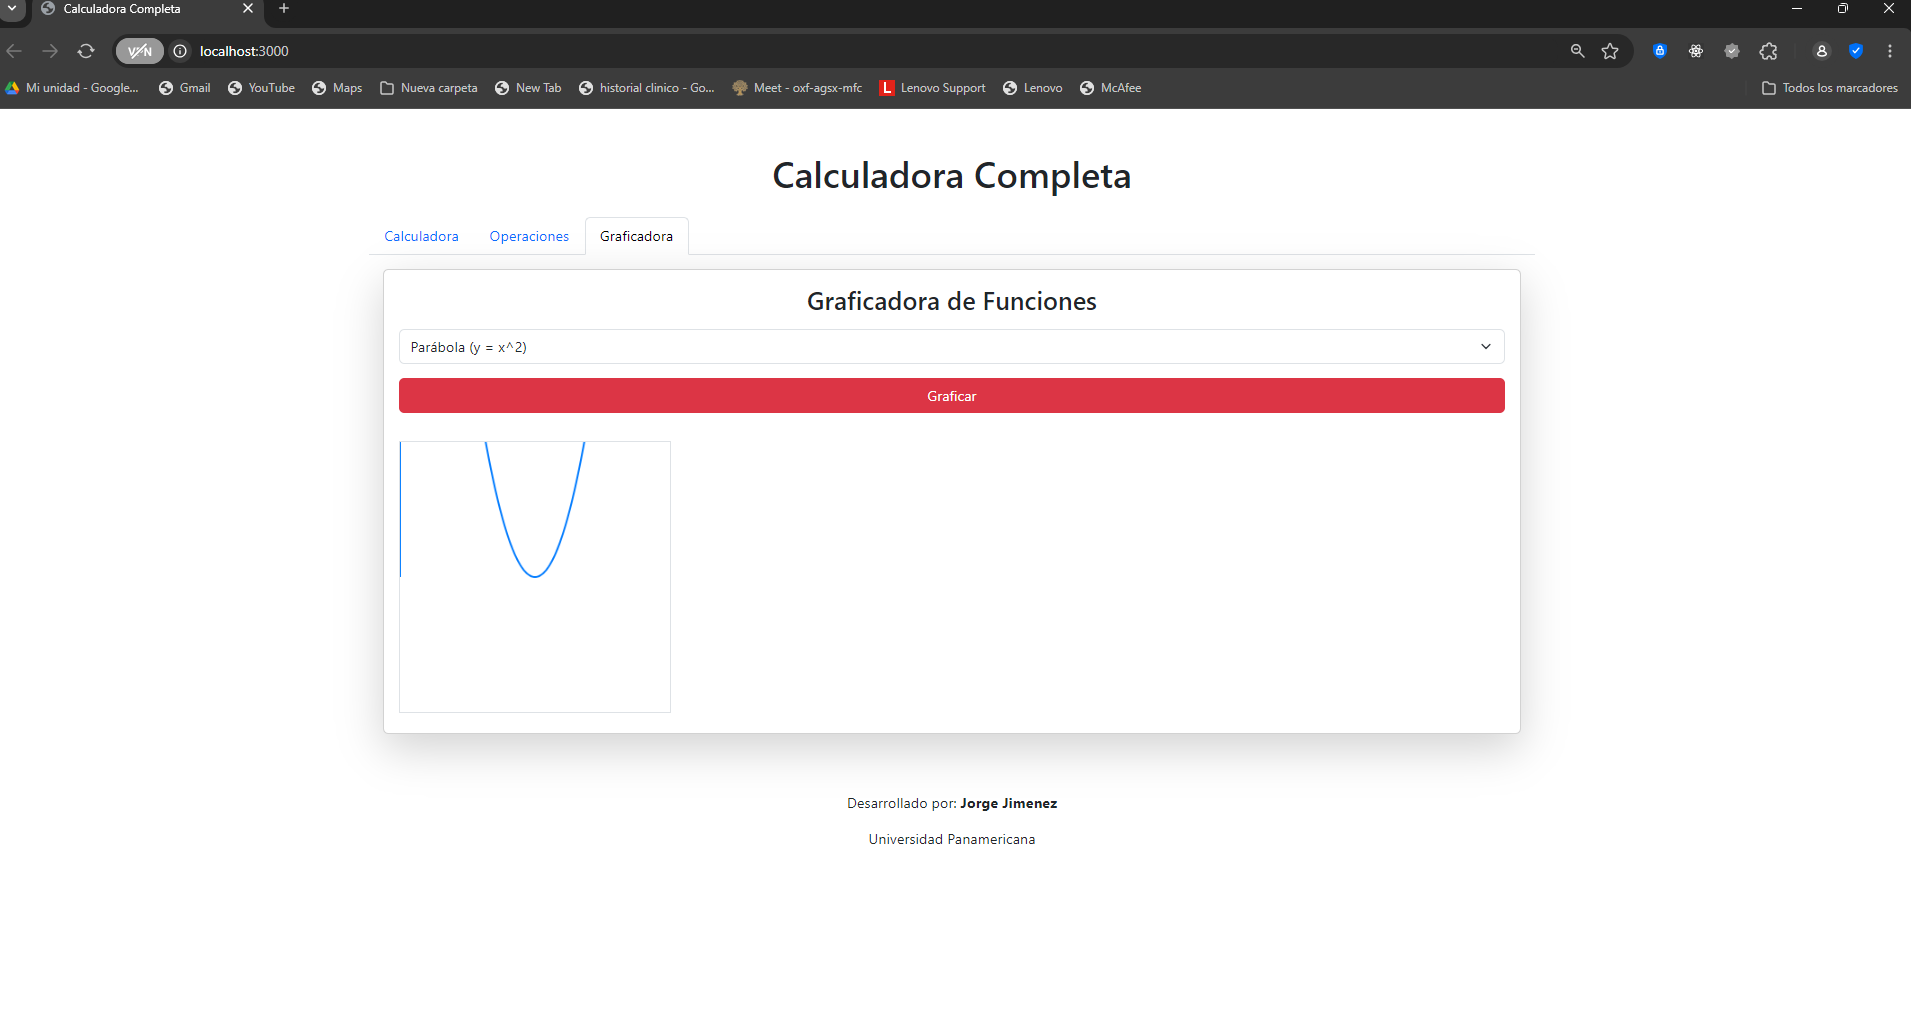 Calculadora Completa
VPN
localhost:3000
Mi unidad - Google... Gmail YouTube Maps Nueva carpeta New Tab historial clinico - Go... Meet - oxf-agsx-mfc L Lenovo Support Lenovo McAfee Todos los marcadores
Calculadora Completa
Calculadora Operaciones Graficadora
Graficadora de Funciones
Parábola (y = x^2)
Graficar
Desarrollado por: Jorge Jimenez
Universidad Panamericana